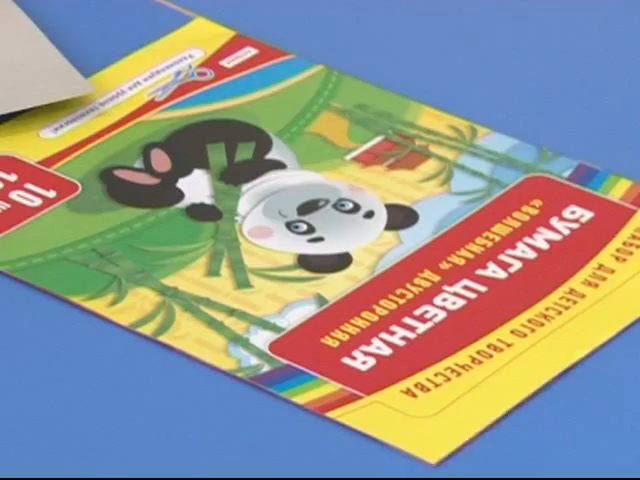 НАБОР ДЛЯ ДЕТСКОГО ТВОРЧЕСТВА
БУМАГА ЦВЕТНАЯ
«ВОЛШЕБНАЯ» ДВУСТОРОННЯЯ
10